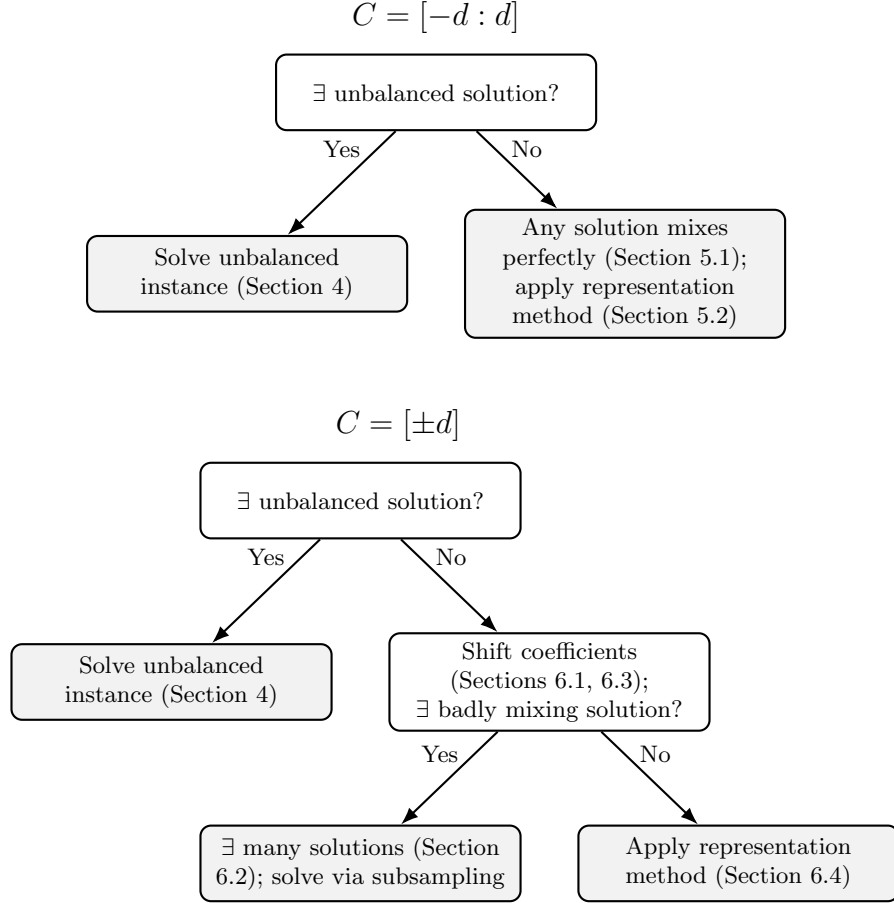 C = [−d : d]
∃ unbalanced solution?
Yes
No
Solve unbalanced
instance (Section 4)
Any solution mixes
perfectly (Section 5.1);
apply representation
method (Section 5.2)
C = [±d]
∃ unbalanced solution?
Yes
No
Solve unbalanced
instance (Section 4)
Shift coefficients
(Sections 6.1, 6.3);
∃ badly mixing solution?
Yes
No
∃ many solutions (Section
6.2); solve via subsampling
Apply representation
method (Section 6.4)